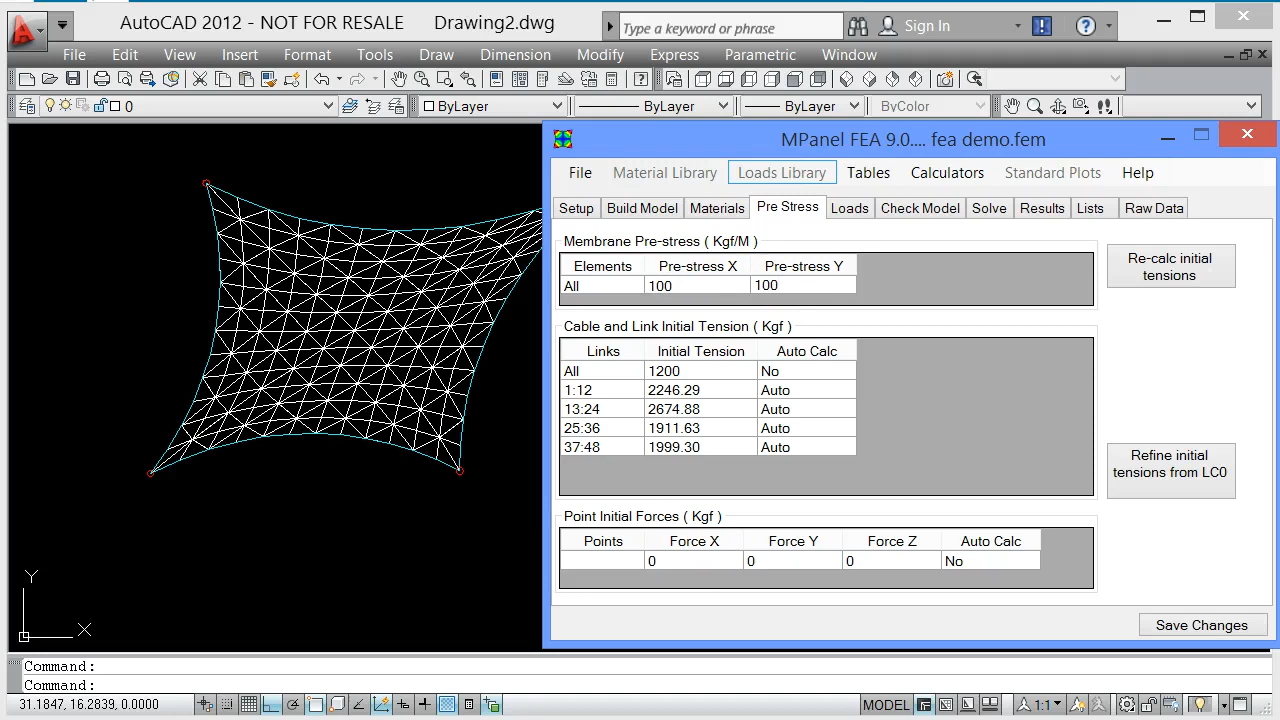 AutoCAD 2012 - NOT FOR RESALE Drawing2.dwg
Type a keyword or phrase
Sign In
File Edit View Insert Format Tools Draw Dimension Modify Express Parametric Window
0 ByLayer ByLayer ByLayer ByColor
MPanel FEA 9.0.... fea demo.fem
File Material Library Loads Library Tables Calculators Standard Plots Help
Setup Build Model Materials Pre Stress Loads Check Model Solve Results Lists Raw Data
Membrane Pre-stress ( Kgf/M )
Elements Pre-stress X Pre-stress Y
All 100 100
Re-calc initial
tensions
Cable and Link Initial Tension ( Kgf )
Links Initial Tension Auto Calc
All 1200 No
1:12 2246.29 Auto
13:24 2674.88 Auto
25:36 1911.63 Auto
37:48 1999.30 Auto
Refine initial
tensions from LC0
Point Initial Forces ( Kgf )
Points Force X Force Y Force Z Auto Calc
0 0 0 No
Save Changes
Y
X
Command:
Command:
31.1847, 16.2839, 0.0000
MODEL
1:1